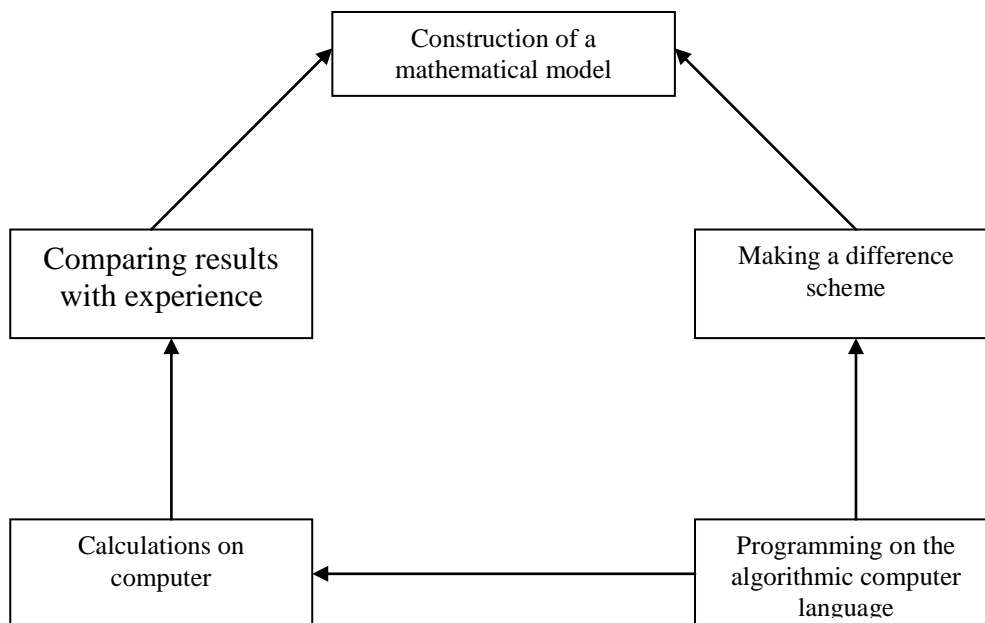 Construction of a
mathematical model
Comparing results
with experience
Making a difference
scheme
Calculations on
computer
Programming on the
algorithmic computer
language